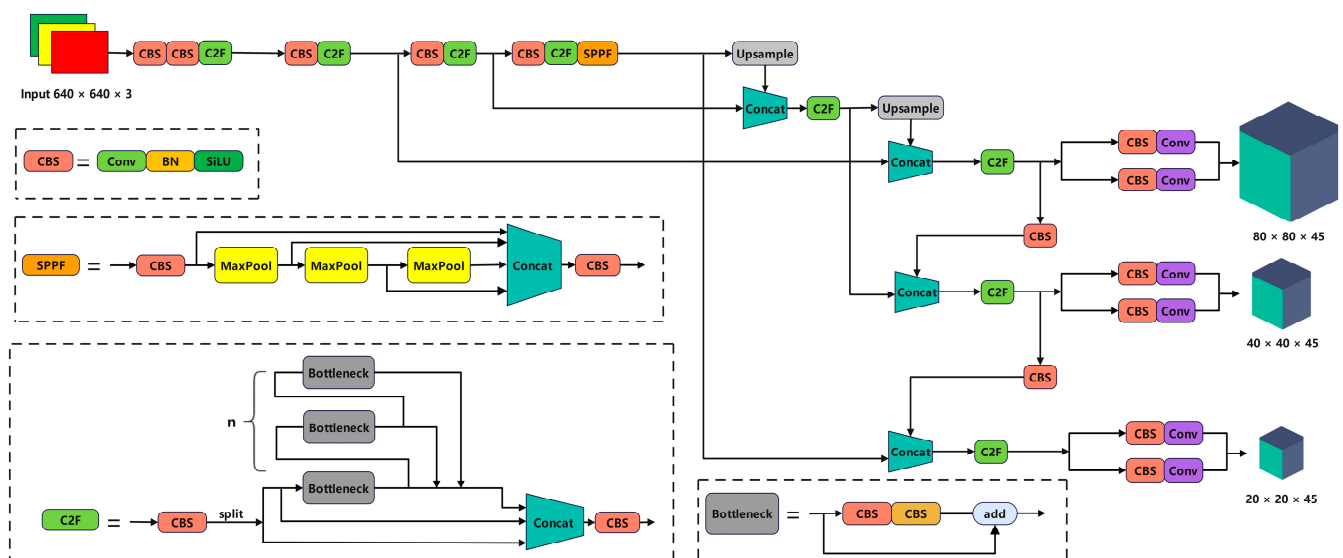 CBS CBS C2F CBS C2F CBS C2F CBS C2F SPPF Upsample
Input 640 × 640 × 3
Concat C2F Upsample
CBS = Conv BN SiLU
Concat C2F CBS Conv
CBS Conv
80 × 80 × 45
CBS
SPPF = CBS MaxPool MaxPool MaxPool Concat CBS
Concat C2F CBS Conv
CBS Conv
40 × 40 × 45
CBS
Bottleneck
n
Bottleneck
Bottleneck
C2F = CBS split Concat CBS
Concat C2F CBS Conv
CBS Conv
20 × 20 × 45
Bottleneck = CBS CBS add